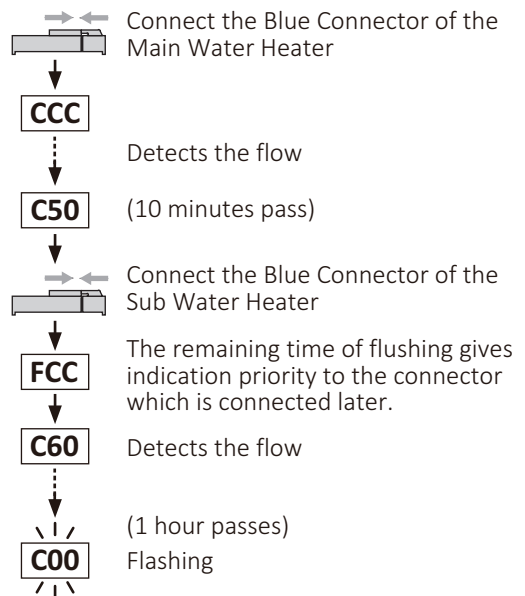 Connect the Blue Connector of the
Main Water Heater
CCC
Detects the flow
C50
(10 minutes pass)
Connect the Blue Connector of the
Sub Water Heater
FCC
The remaining time of flushing gives
indication priority to the connector
which is connected later.
C60
Detects the flow
(1 hour passes)
C00
Flashing